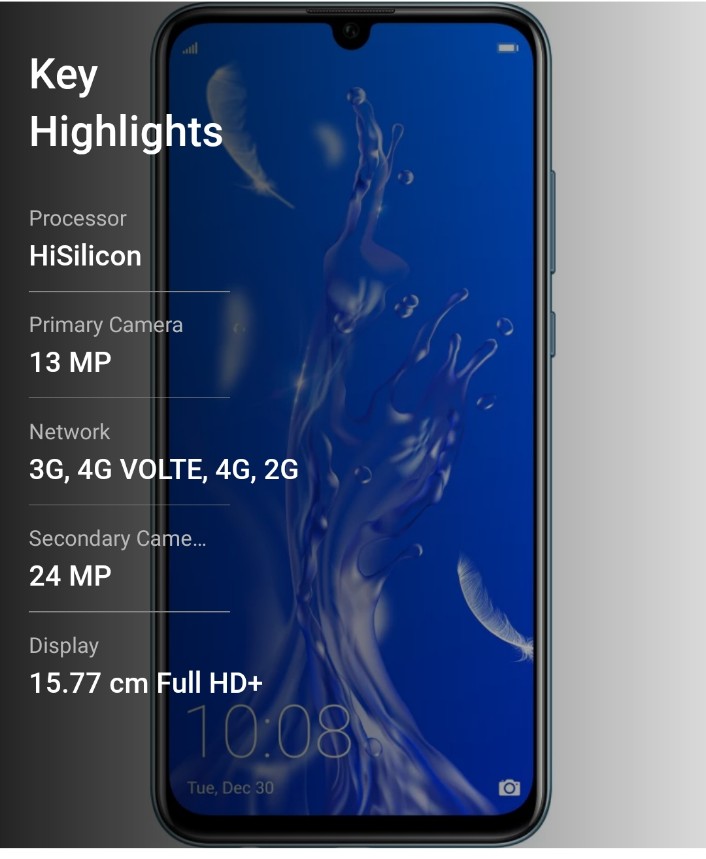 Key
Highlights
Processor
HiSilicon
Primary Camera
13 MP
Network
3G, 4G VOLTE, 4G, 2G
Secondary Came...
24 MP
Display
15.77 cm Full HD+
10:08
Tue, Dec 30